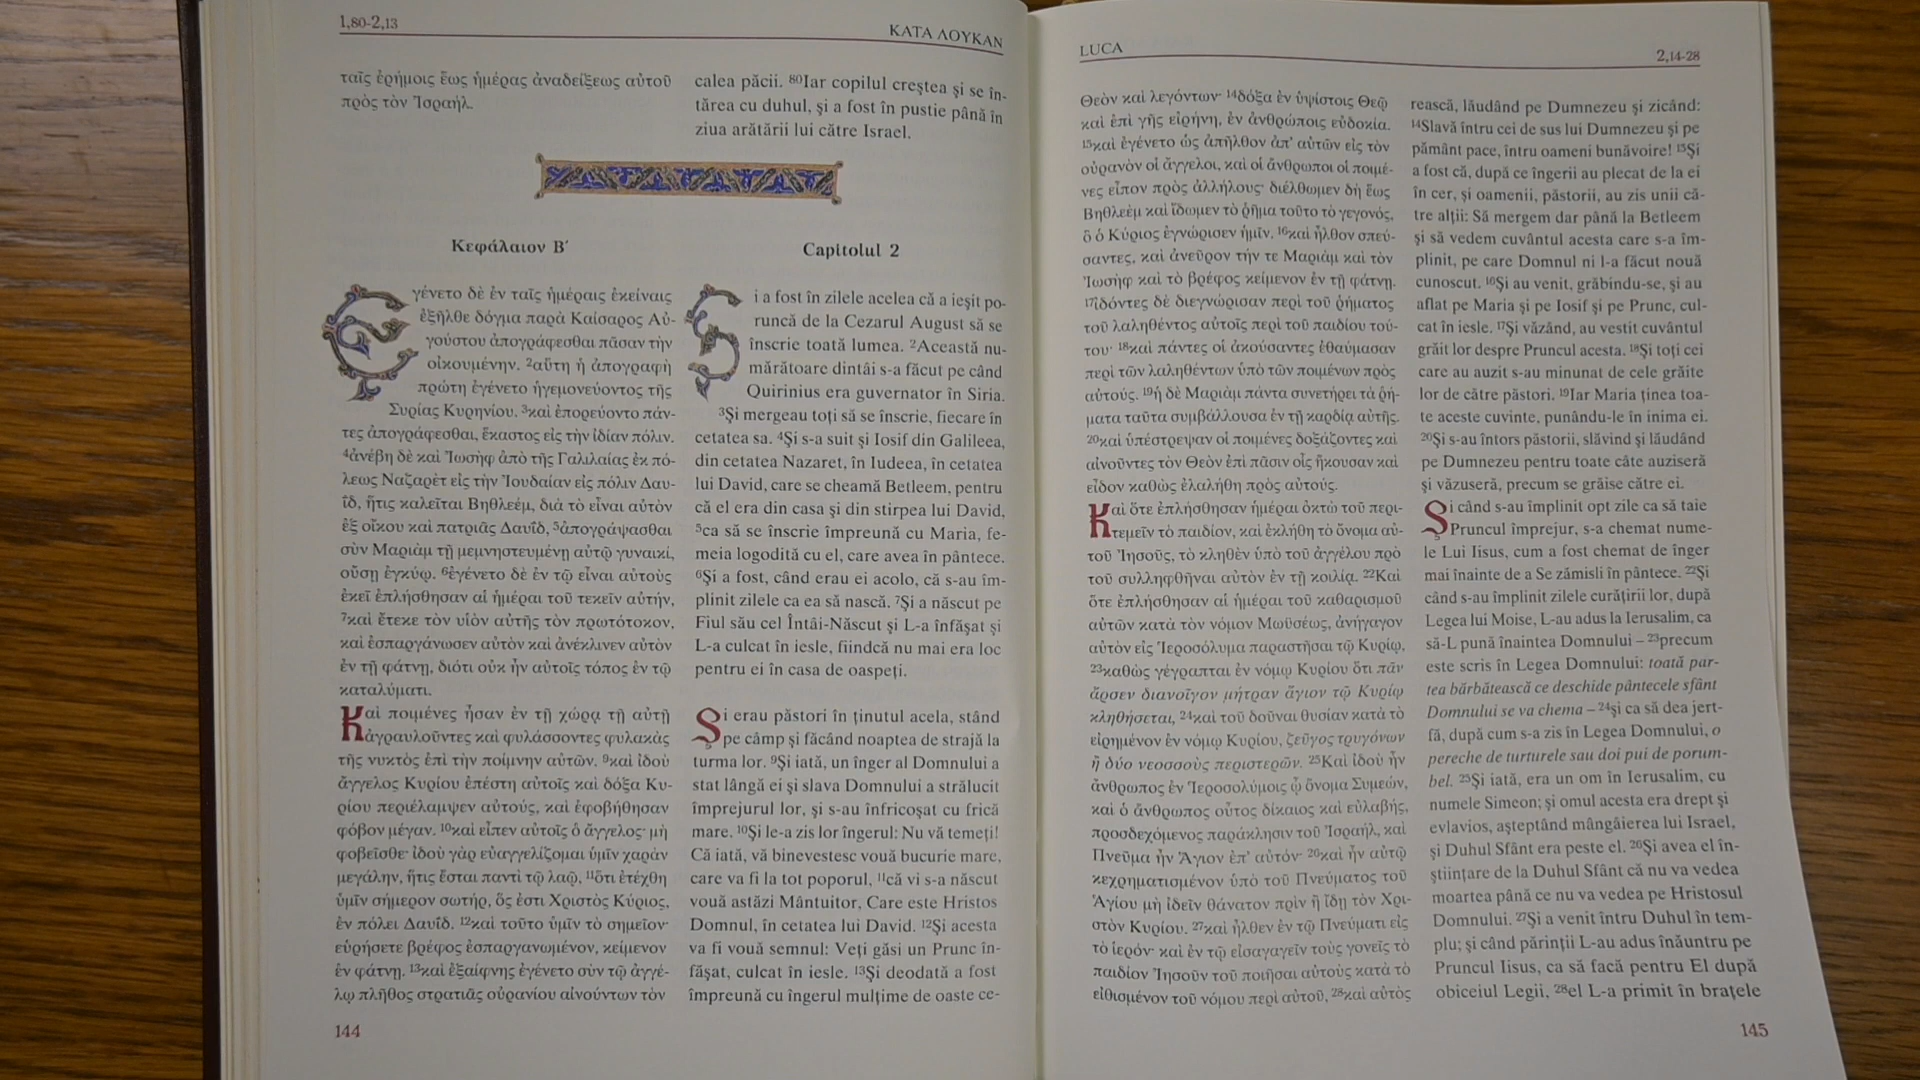 1,80-2,13
ΚΑΤΑ ΛΟΥΚΑΝ
ταῖς ἐρήμοις ἕως ἡμέρας ἀναδείξεως αὐτοῦ
πρὸς τὸν Ἰσραήλ.
calea păcii. ⁸⁰Iar copilul creştea şi se în-
tărea cu duhul, şi a fost în pustie până în
ziua arătării lui către Israel.
Κεφάλαιον Β΄
Ἐγένετο δὲ ἐν ταῖς ἡμέραις ἐκείναις
ἐξῆλθε δόγμα παρὰ Καίσαρος Αὐ-
γούστου ἀπογράφεσθαι πᾶσαν τὴν
οἰκουμένην. ²αὕτη ἡ ἀπογραφὴ
πρώτη ἐγένετο ἡγεμονεύοντος τῆς
Συρίας Κυρηνίου. ³καὶ ἐπορεύοντο πάν-
τες ἀπογράφεσθαι, ἕκαστος εἰς τὴν ἰδίαν πόλιν.
⁴ἀνέβη δὲ καὶ Ἰωσὴφ ἀπὸ τῆς Γαλιλαίας ἐκ πό-
λεως Ναζαρὲτ εἰς τὴν Ἰουδαίαν εἰς πόλιν Δαυ-
ΐδ, ἥτις καλεῖται Βηθλεέμ, διὰ τὸ εἶναι αὐτὸν
ἐξ οἴκου καὶ πατριᾶς Δαυΐδ, ⁵ἀπογράψασθαι
σὺν Μαριὰμ τῇ μεμνηστευμένῃ αὐτῷ γυναικί,
οὔσῃ ἐγκύῳ. ⁶ἐγένετο δὲ ἐν τῷ εἶναι αὐτοὺς
ἐκεῖ ἐπλήσθησαν αἱ ἡμέραι τοῦ τεκεῖν αὐτήν,
⁷καὶ ἔτεκε τὸν υἱὸν αὐτῆς τὸν πρωτότοκον,
καὶ ἐσπαργάνωσεν αὐτὸν καὶ ἀνέκλινεν αὐτὸν
ἐν τῇ φάτνῃ, διότι οὐκ ἦν αὐτοῖς τόπος ἐν τῷ
καταλύματι.
Καὶ ποιμένες ἦσαν ἐν τῇ χώρᾳ τῇ αὐτῇ
ἀγραυλοῦντες καὶ φυλάσσοντες φυλακὰς
τῆς νυκτὸς ἐπὶ τὴν ποίμνην αὐτῶν. ⁹καὶ ἰδοὺ
ἄγγελος Κυρίου ἐπέστη αὐτοῖς καὶ δόξα Κυ-
ρίου περιέλαμψεν αὐτούς, καὶ ἐφοβήθησαν
φόβον μέγαν. ¹⁰καὶ εἶπεν αὐτοῖς ὁ ἄγγελος· μὴ
φοβεῖσθε· ἰδοὺ γὰρ εὐαγγελίζομαι ὑμῖν χαρὰν
μεγάλην, ἥτις ἔσται παντὶ τῷ λαῷ, ¹¹ὅτι ἐτέχθη
ὑμῖν σήμερον σωτήρ, ὅς ἐστι Χριστὸς Κύριος,
ἐν πόλει Δαυΐδ. ¹²καὶ τοῦτο ὑμῖν τὸ σημεῖον·
εὑρήσετε βρέφος ἐσπαργανωμένον, κείμενον
ἐν φάτνῃ. ¹³καὶ ἐξαίφνης ἐγένετο σὺν τῷ ἀγγέ-
λῳ πλῆθος στρατιᾶς οὐρανίου αἰνούντων τὸν
Capitolul 2
Şi a fost în zilele acelea că a ieşit po-
runcă de la Cezarul August să se
înscrie toată lumea. ²Această nu-
mărătoare dintâi s-a făcut pe când
Quirinius era guvernator în Siria.
³Şi mergeau toţi să se înscrie, fiecare în
cetatea sa. ⁴Şi s-a suit şi Iosif din Galileea,
din cetatea Nazaret, în Iudeea, în cetatea
lui David, care se cheamă Betleem, pentru
că el era din casa şi din stirpea lui David,
⁵ca să se înscrie împreună cu Maria, fe-
meia logodită cu el, care avea în pântece.
⁶Şi a fost, când erau ei acolo, că s-au îm-
plinit zilele ca ea să nască. ⁷Şi a născut pe
Fiul său cel Întâi-Născut şi L-a înfăşat şi
L-a culcat în iesle, fiindcă nu mai era loc
pentru ei în casa de oaspeţi.
Şi erau păstori în ţinutul acela, stând
pe câmp şi făcând noaptea de strajă la
turma lor. ⁹Şi iată, un înger al Domnului a
stat lângă ei şi slava Domnului a strălucit
împrejurul lor, şi s-au înfricoşat cu frică
mare. ¹⁰Şi le-a zis lor îngerul: Nu vă temeţi!
Că iată, vă binevestesc vouă bucurie mare,
care va fi la tot poporul, ¹¹că vi s-a născut
vouă astăzi Mântuitor, Care este Hristos
Domnul, în cetatea lui David. ¹²Şi acesta
va fi vouă semnul: Veţi găsi un Prunc în-
făşat, culcat în iesle. ¹³Şi deodată a fost
împreună cu îngerul mulţime de oaste ce-
144
LUCA
2,14-28
Θεὸν καὶ λεγόντων· ¹⁴δόξα ἐν ὑψίστοις Θεῷ
καὶ ἐπὶ γῆς εἰρήνη, ἐν ἀνθρώποις εὐδοκία.
¹⁵καὶ ἐγένετο ὡς ἀπῆλθον ἀπ' αὐτῶν εἰς τὸν
οὐρανὸν οἱ ἄγγελοι, καὶ οἱ ἄνθρωποι οἱ ποιμέ-
νες εἶπον πρὸς ἀλλήλους· διέλθωμεν δὴ ἕως
Βηθλεὲμ καὶ ἴδωμεν τὸ ῥῆμα τοῦτο τὸ γεγονός,
ὃ ὁ Κύριος ἐγνώρισεν ἡμῖν. ¹⁶καὶ ἦλθον σπεύ-
σαντες, καὶ ἀνεῦρον τήν τε Μαριὰμ καὶ τὸν
Ἰωσὴφ καὶ τὸ βρέφος κείμενον ἐν τῇ φάτνῃ.
¹⁷ἰδόντες δὲ διεγνώρισαν περὶ τοῦ ῥήματος
τοῦ λαληθέντος αὐτοῖς περὶ τοῦ παιδίου τού-
του· ¹⁸καὶ πάντες οἱ ἀκούσαντες ἐθαύμασαν
περὶ τῶν λαληθέντων ὑπὸ τῶν ποιμένων πρὸς
αὐτούς. ¹⁹ἡ δὲ Μαριὰμ πάντα συνετήρει τὰ ῥή-
ματα ταῦτα συμβάλλουσα ἐν τῇ καρδίᾳ αὐτῆς.
²⁰καὶ ὑπέστρεψαν οἱ ποιμένες δοξάζοντες καὶ
αἰνοῦντες τὸν Θεὸν ἐπὶ πᾶσιν οἷς ἤκουσαν καὶ
εἶδον καθὼς ἐλαλήθη πρὸς αὐτούς.
Καὶ ὅτε ἐπλήσθησαν ἡμέραι ὀκτὼ τοῦ περι-
τεμεῖν τὸ παιδίον, καὶ ἐκλήθη τὸ ὄνομα αὐ-
τοῦ Ἰησοῦς, τὸ κληθὲν ὑπὸ τοῦ ἀγγέλου πρὸ
τοῦ συλληφθῆναι αὐτὸν ἐν τῇ κοιλίᾳ. ²²Καὶ
ὅτε ἐπλήσθησαν αἱ ἡμέραι τοῦ καθαρισμοῦ
αὐτῶν κατὰ τὸν νόμον Μωϋσέως, ἀνήγαγον
αὐτὸν εἰς Ἱεροσόλυμα παραστῆσαι τῷ Κυρίῳ,
²³καθὼς γέγραπται ἐν νόμῳ Κυρίου ὅτι πᾶν
ἄρσεν διανοῖγον μήτραν ἅγιον τῷ Κυρίῳ
κληθήσεται, ²⁴καὶ τοῦ δοῦναι θυσίαν κατὰ τὸ
εἰρημένον ἐν νόμῳ Κυρίου, ζεῦγος τρυγόνων
ἢ δύο νεοσσοὺς περιστερῶν. ²⁵Καὶ ἰδοὺ ἦν
ἄνθρωπος ἐν Ἱεροσολύμοις ᾧ ὄνομα Συμεών,
καὶ ὁ ἄνθρωπος οὗτος δίκαιος καὶ εὐλαβής,
προσδεχόμενος παράκλησιν τοῦ Ἰσραήλ, καὶ
Πνεῦμα ἦν Ἅγιον ἐπ' αὐτόν· ²⁶καὶ ἦν αὐτῷ
κεχρηματισμένον ὑπὸ τοῦ Πνεύματος τοῦ
Ἁγίου μὴ ἰδεῖν θάνατον πρὶν ἢ ἴδῃ τὸν Χρι-
στὸν Κυρίου. ²⁷καὶ ἦλθεν ἐν τῷ Πνεύματι εἰς
τὸ ἱερόν· καὶ ἐν τῷ εἰσαγαγεῖν τοὺς γονεῖς τὸ
παιδίον Ἰησοῦν τοῦ ποιῆσαι αὐτοὺς κατὰ τὸ
εἰθισμένον τοῦ νόμου περὶ αὐτοῦ, ²⁸καὶ αὐτὸς
rească, lăudând pe Dumnezeu şi zicând:
¹⁴Slavă întru cei de sus lui Dumnezeu şi pe
pământ pace, întru oameni bunăvoire! ¹⁵Şi
a fost că, după ce îngerii au plecat de la ei
în cer, şi oamenii, păstorii, au zis unii că-
tre alţii: Să mergem dar până la Betleem
şi să vedem cuvântul acesta care s-a îm-
plinit, pe care Domnul ni l-a făcut nouă
cunoscut. ¹⁶Şi au venit, grăbindu-se, şi au
aflat pe Maria şi pe Iosif şi pe Prunc, cul-
cat în iesle. ¹⁷Şi văzând, au vestit cuvântul
grăit lor despre Pruncul acesta. ¹⁸Şi toţi cei
care au auzit s-au minunat de cele grăite
lor de către păstori. ¹⁹Iar Maria ţinea toa-
te aceste cuvinte, punându-le în inima ei.
²⁰Şi s-au întors păstorii, slăvind şi lăudând
pe Dumnezeu pentru toate câte auziseră
şi văzuseră, precum se grăise către ei.
Şi când s-au împlinit opt zile ca să taie
Pruncul împrejur, s-a chemat nume-
le Lui Iisus, cum a fost chemat de înger
mai înainte de a Se zămisli în pântece. ²²Şi
când s-au împlinit zilele curăţirii lor, după
Legea lui Moise, L-au adus la Ierusalim, ca
să-L pună înaintea Domnului – ²³precum
este scris în Legea Domnului: toată par-
tea bărbătească ce deschide pântecele sfânt
Domnului se va chema – ²⁴şi ca să dea jert-
fă, după cum s-a zis în Legea Domnului, o
pereche de turturele sau doi pui de porum-
bel. ²⁵Şi iată, era un om în Ierusalim, cu
numele Simeon; şi omul acesta era drept şi
evlavios, aşteptând mângâierea lui Israel,
şi Duhul Sfânt era peste el. ²⁶Şi avea el în-
ştiinţare de la Duhul Sfânt că nu va vedea
moartea până ce nu va vedea pe Hristosul
Domnului. ²⁷Şi a venit întru Duhul în tem-
plu; şi când părinţii L-au adus înăuntru pe
Pruncul Iisus, ca să facă pentru El după
obiceiul Legii, ²⁸el L-a primit în braţele
145